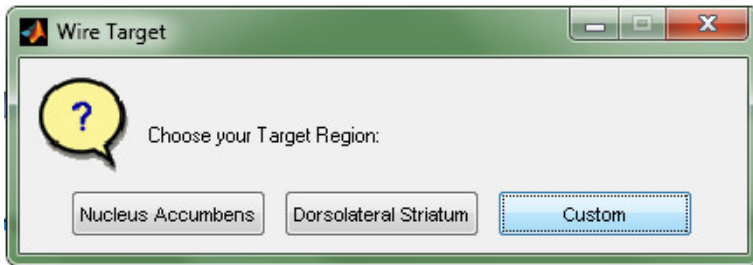 Wire Target
?
Choose your Target Region:
Nucleus Accumbens
Dorsolateral Striatum
Custom